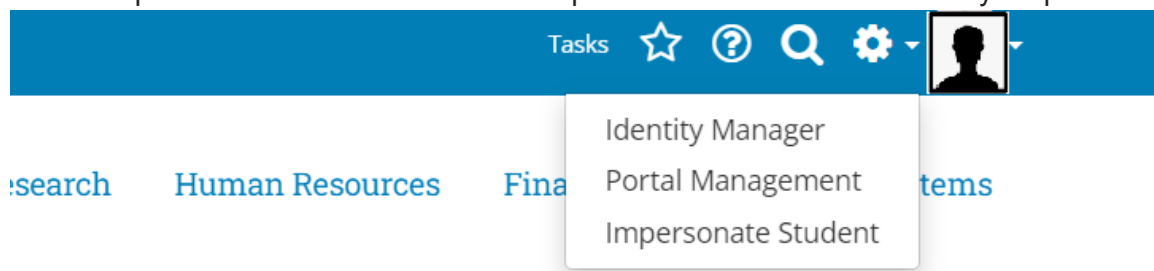 Tasks
Identity Manager
Human Resources
Portal Management
Impersonate Student